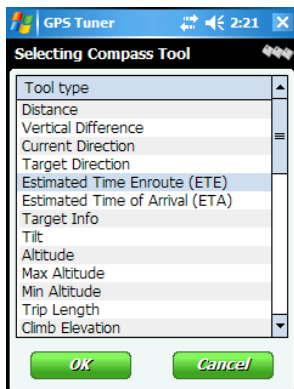 GPS Tuner 2:21
Selecting Compass Tool
Tool type
Distance
Vertical Difference
Current Direction
Target Direction
Estimated Time Enroute (ETE)
Estimated Time of Arrival (ETA)
Target Info
Tilt
Altitude
Max Altitude
Min Altitude
Trip Length
Climb Elevation
OK Cancel